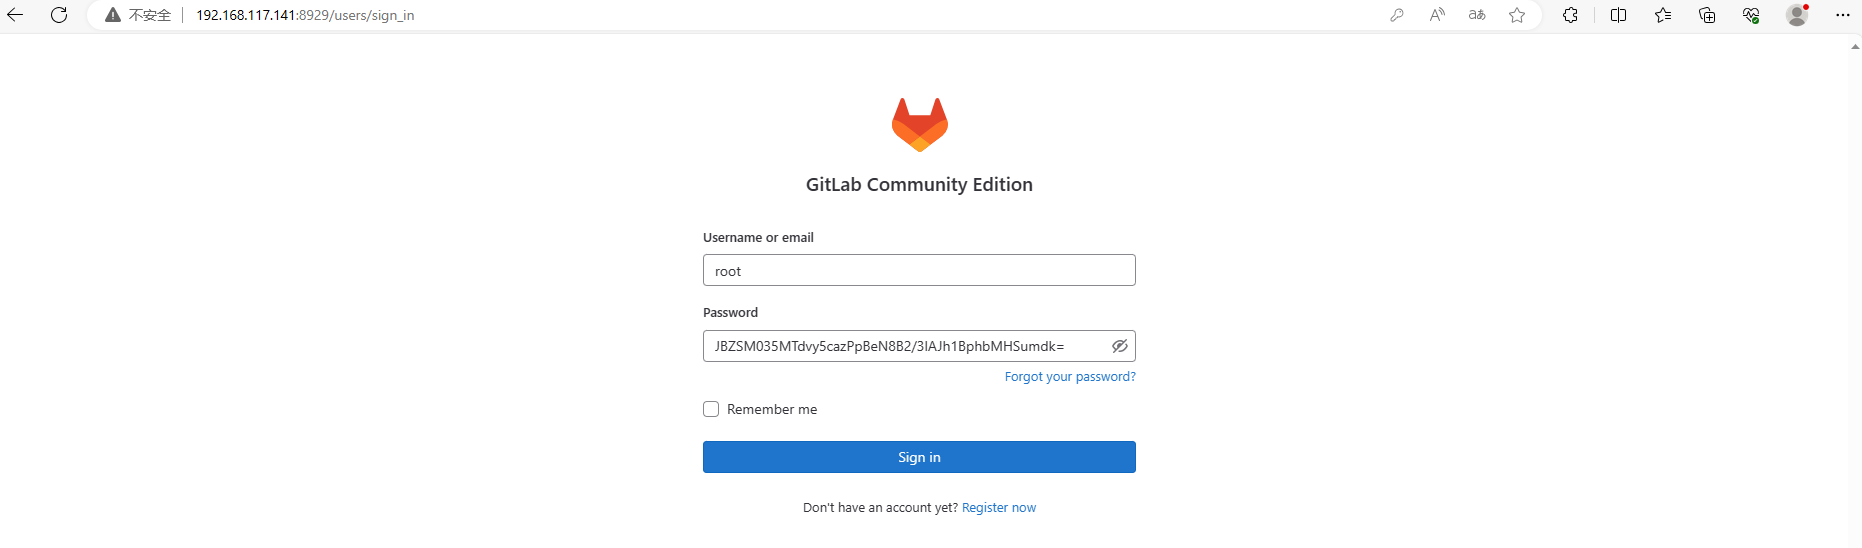 不安全 192.168.117.141:8929/users/sign_in
GitLab Community Edition
Username or email
root
Password
JBZSM035MTdvy5cazPpBeN8B2/3IAJh1BphbMHSumdk=
Forgot your password?
Remember me
Sign in
Don't have an account yet? Register now